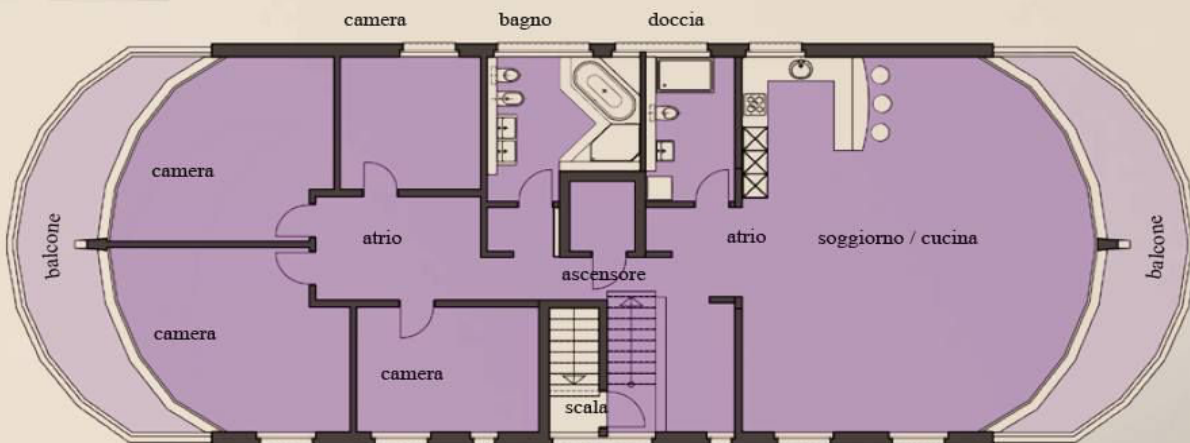 camera bagno doccia
camera
balcone
atrio
atrio
soggiorno / cucina
balcone
ascensore
camera
camera
scala